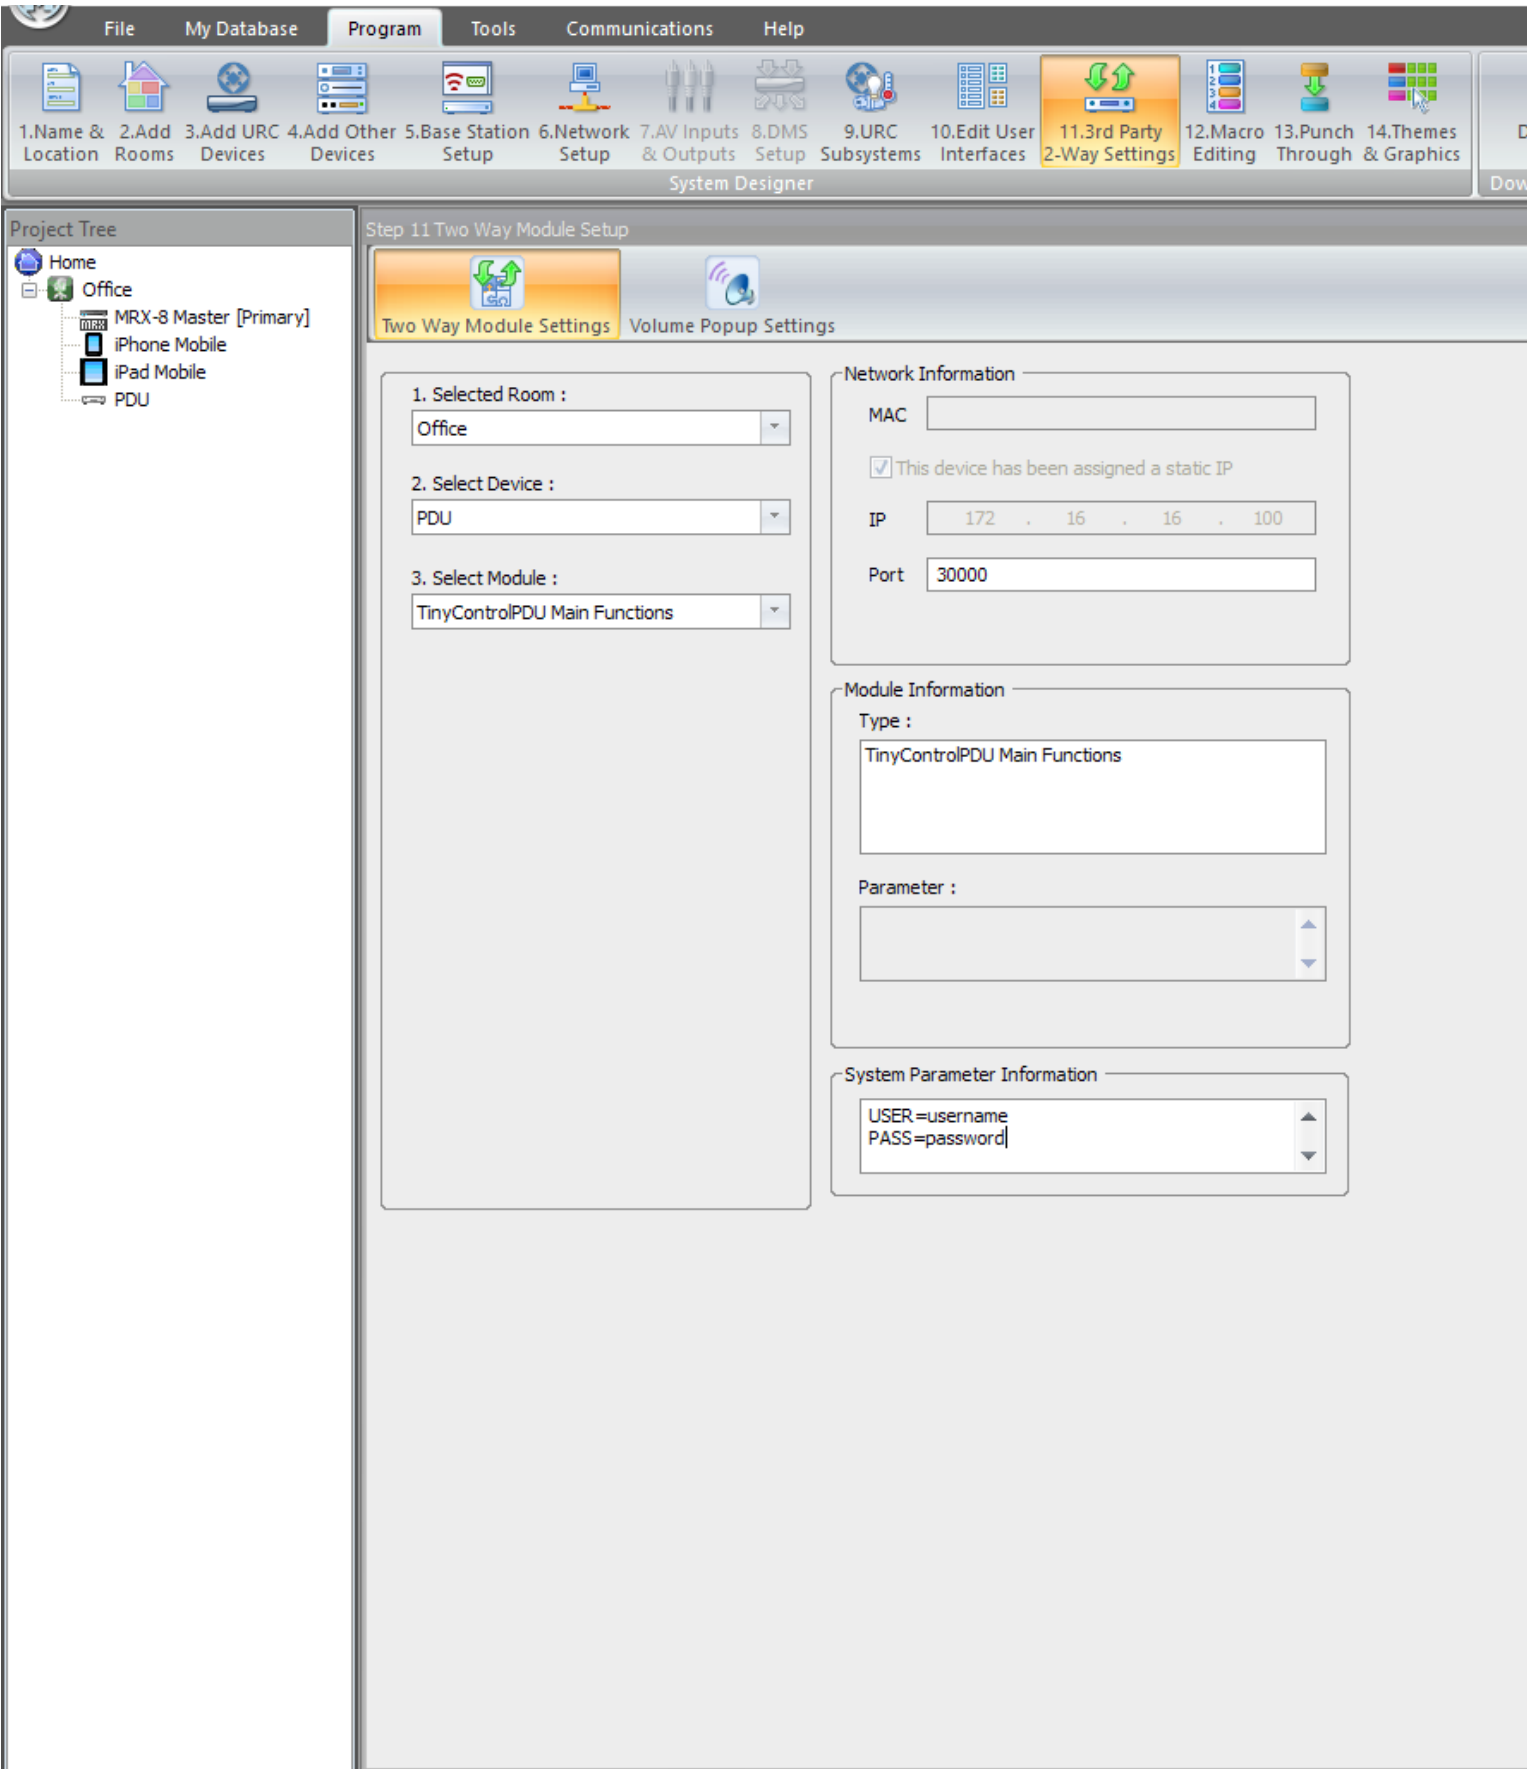 File My Database Program Tools Communications Help
1.Name & Location
2.Add Rooms
3.Add URC Devices
4.Add Other Devices
5.Base Station Setup
6.Network Setup
7.AV Inputs & Outputs
8.DMS Setup
9.URC Subsystems
10.Edit User Interfaces
11.3rd Party 2-Way Settings
12.Macro Editing
13.Punch Through
14.Themes & Graphics
System Designer
Project Tree
Home
Office
MRX-8 Master [Primary]
iPhone Mobile
iPad Mobile
PDU
Step 11 Two Way Module Setup
Two Way Module Settings
Volume Popup Settings
1. Selected Room :
Office
2. Select Device :
PDU
3. Select Module :
TinyControlPDU Main Functions
Network Information
MAC
This device has been assigned a static IP
IP 172 . 16 . 16 . 100
Port 30000
Module Information
Type :
TinyControlPDU Main Functions
Parameter :
System Parameter Information
USER=username
PASS=password